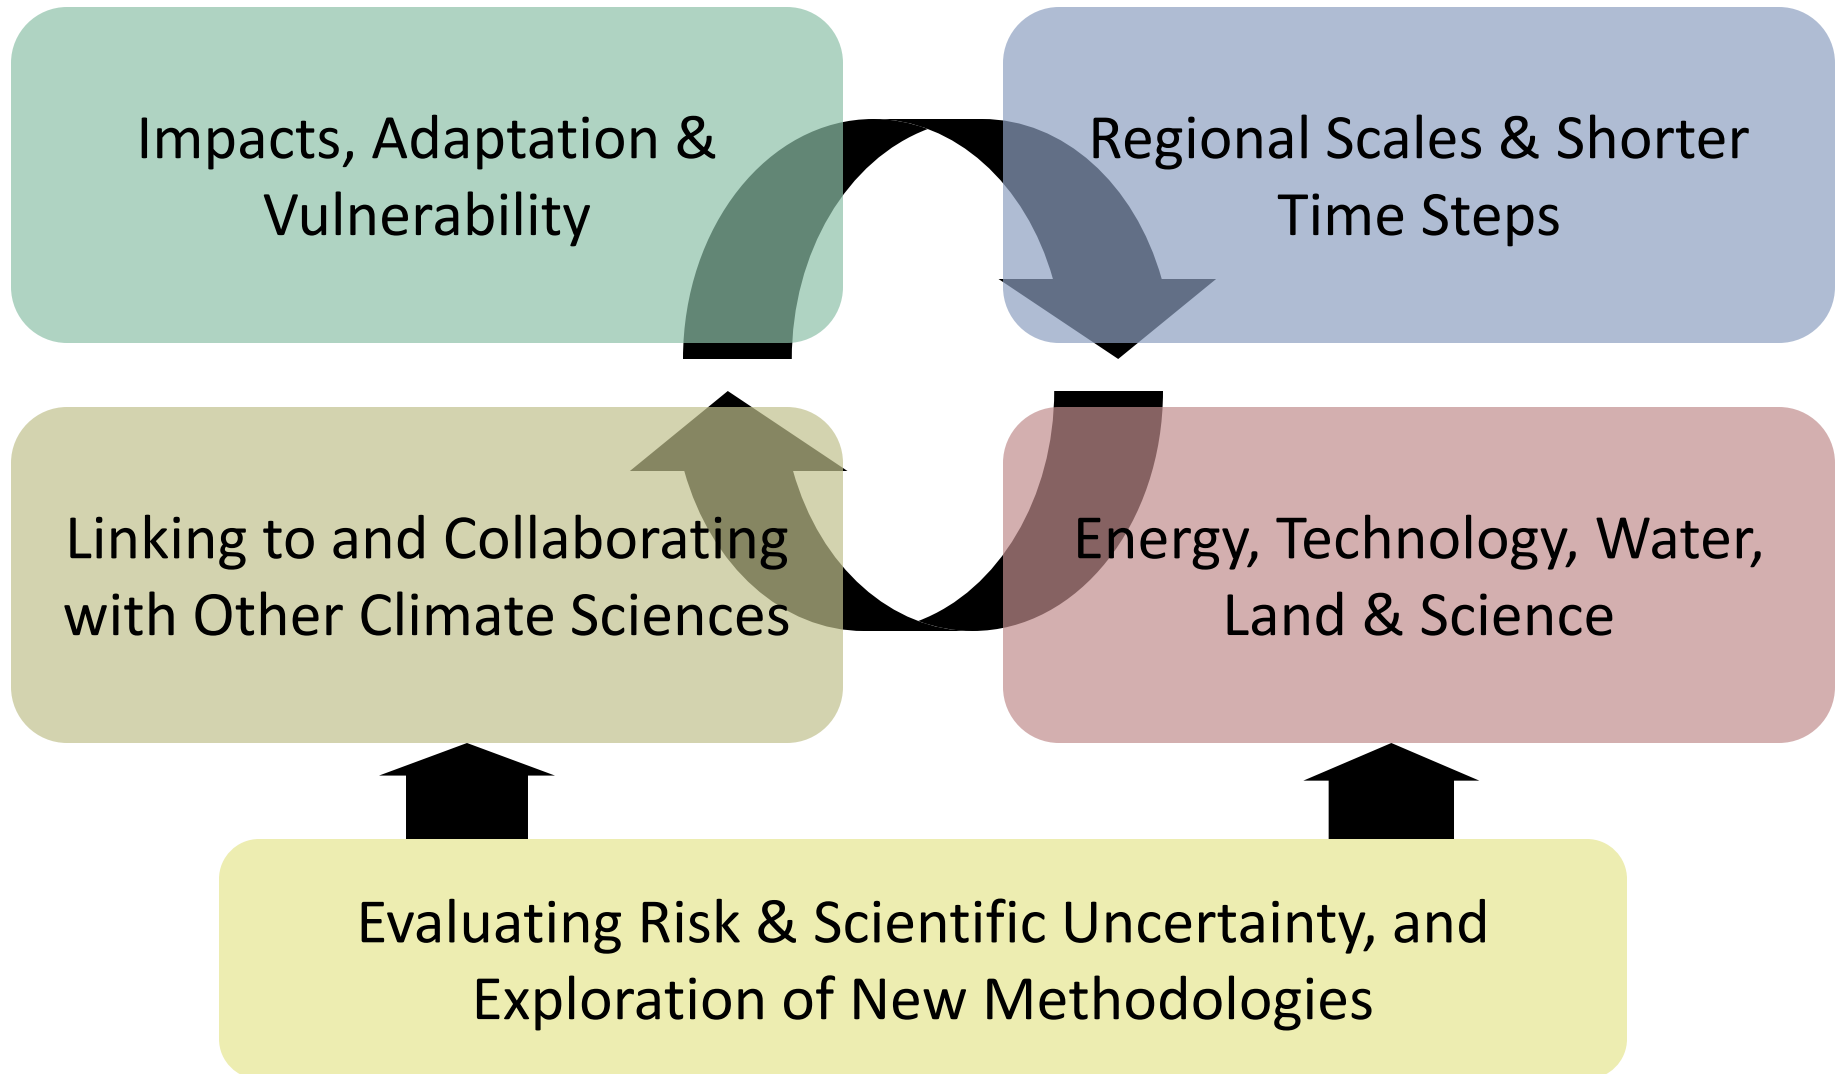 Impacts, Adaptation &
Vulnerability
Regional Scales & Shorter
Time Steps
Linking to and Collaborating
with Other Climate Sciences
Energy, Technology, Water,
Land & Science
Evaluating Risk & Scientific Uncertainty, and
Exploration of New Methodologies